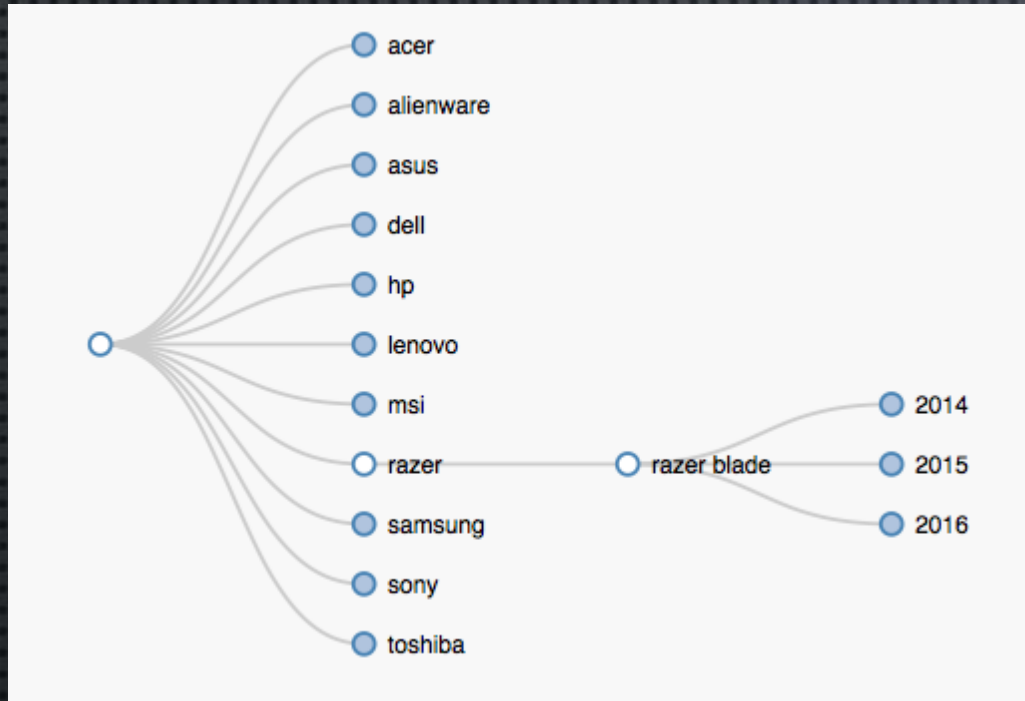 acer
alienware
asus
dell
hp
lenovo
msi
razer
razer blade
2014
2015
2016
samsung
sony
toshiba